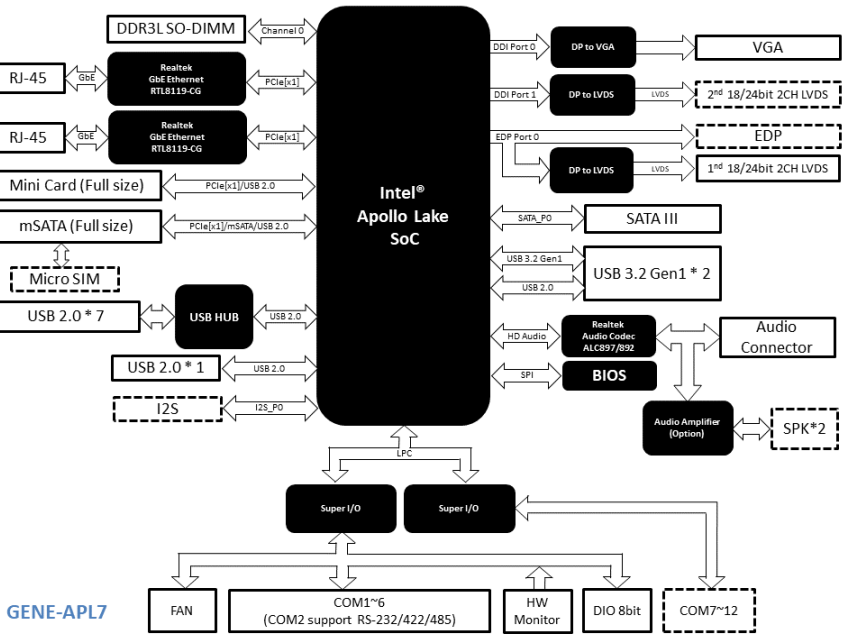 DDR3L SO-DIMM
Channel 0
RJ-45
GbE
Realtek
GbE Ethernet
RTL8119-CG
PCIe[x1]
RJ-45
GbE
Realtek
GbE Ethernet
RTL8119-CG
PCIe[x1]
Mini Card (Full size)
PCIe[x1]/USB 2.0
mSATA (Full size)
PCIe[x1]/mSATA/USB 2.0
Micro SIM
USB 2.0 * 7
USB HUB
USB 2.0
USB 2.0 * 1
USB 2.0
I2S
I2S_P0
Intel®
Apollo Lake
SoC
DDI Port 0
DP to VGA
VGA
DDI Port 1
DP to LVDS
LVDS
2nd 18/24bit 2CH LVDS
EDP Port 0
EDP
DP to LVDS
LVDS
1st 18/24bit 2CH LVDS
SATA_P0
SATA III
USB 3.2 Gen1
USB 2.0
USB 3.2 Gen1 * 2
HD Audio
Realtek
Audio Codec
ALC897/892
Audio
Connector
SPI
BIOS
Audio Amplifier
(Option)
SPK*2
LPC
Super I/O
Super I/O
GENE-APL7
FAN
COM1~6
(COM2 support RS-232/422/485)
HW
Monitor
DIO 8bit
COM7~12